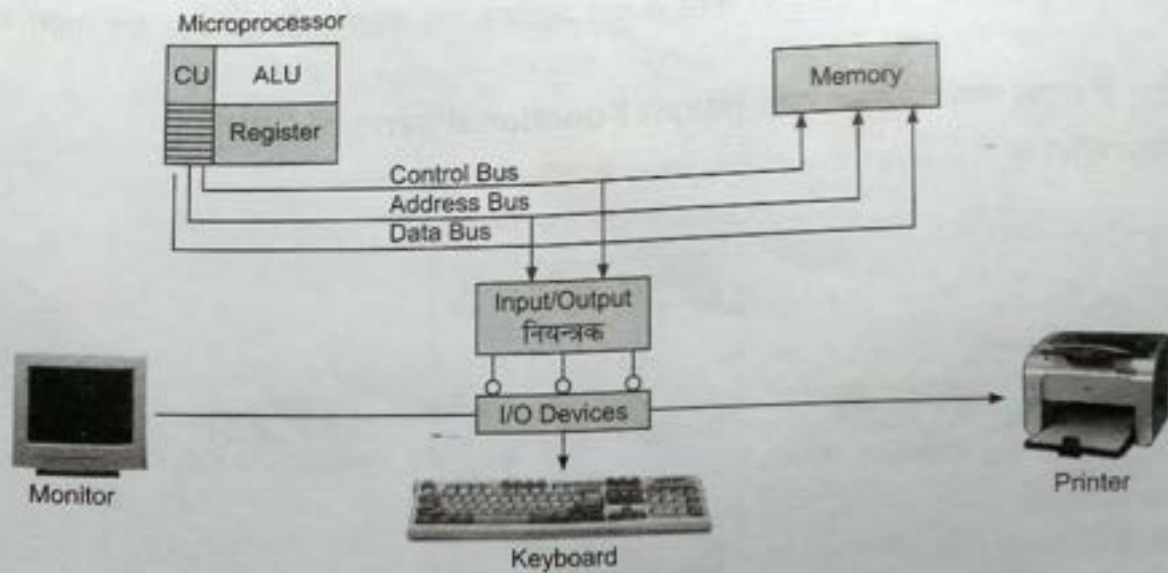 Microprocessor
CU
ALU
Register
Memory
Control Bus
Address Bus
Data Bus
Input/Output
नियन्त्रक
I/O Devices
Monitor
Printer
Keyboard